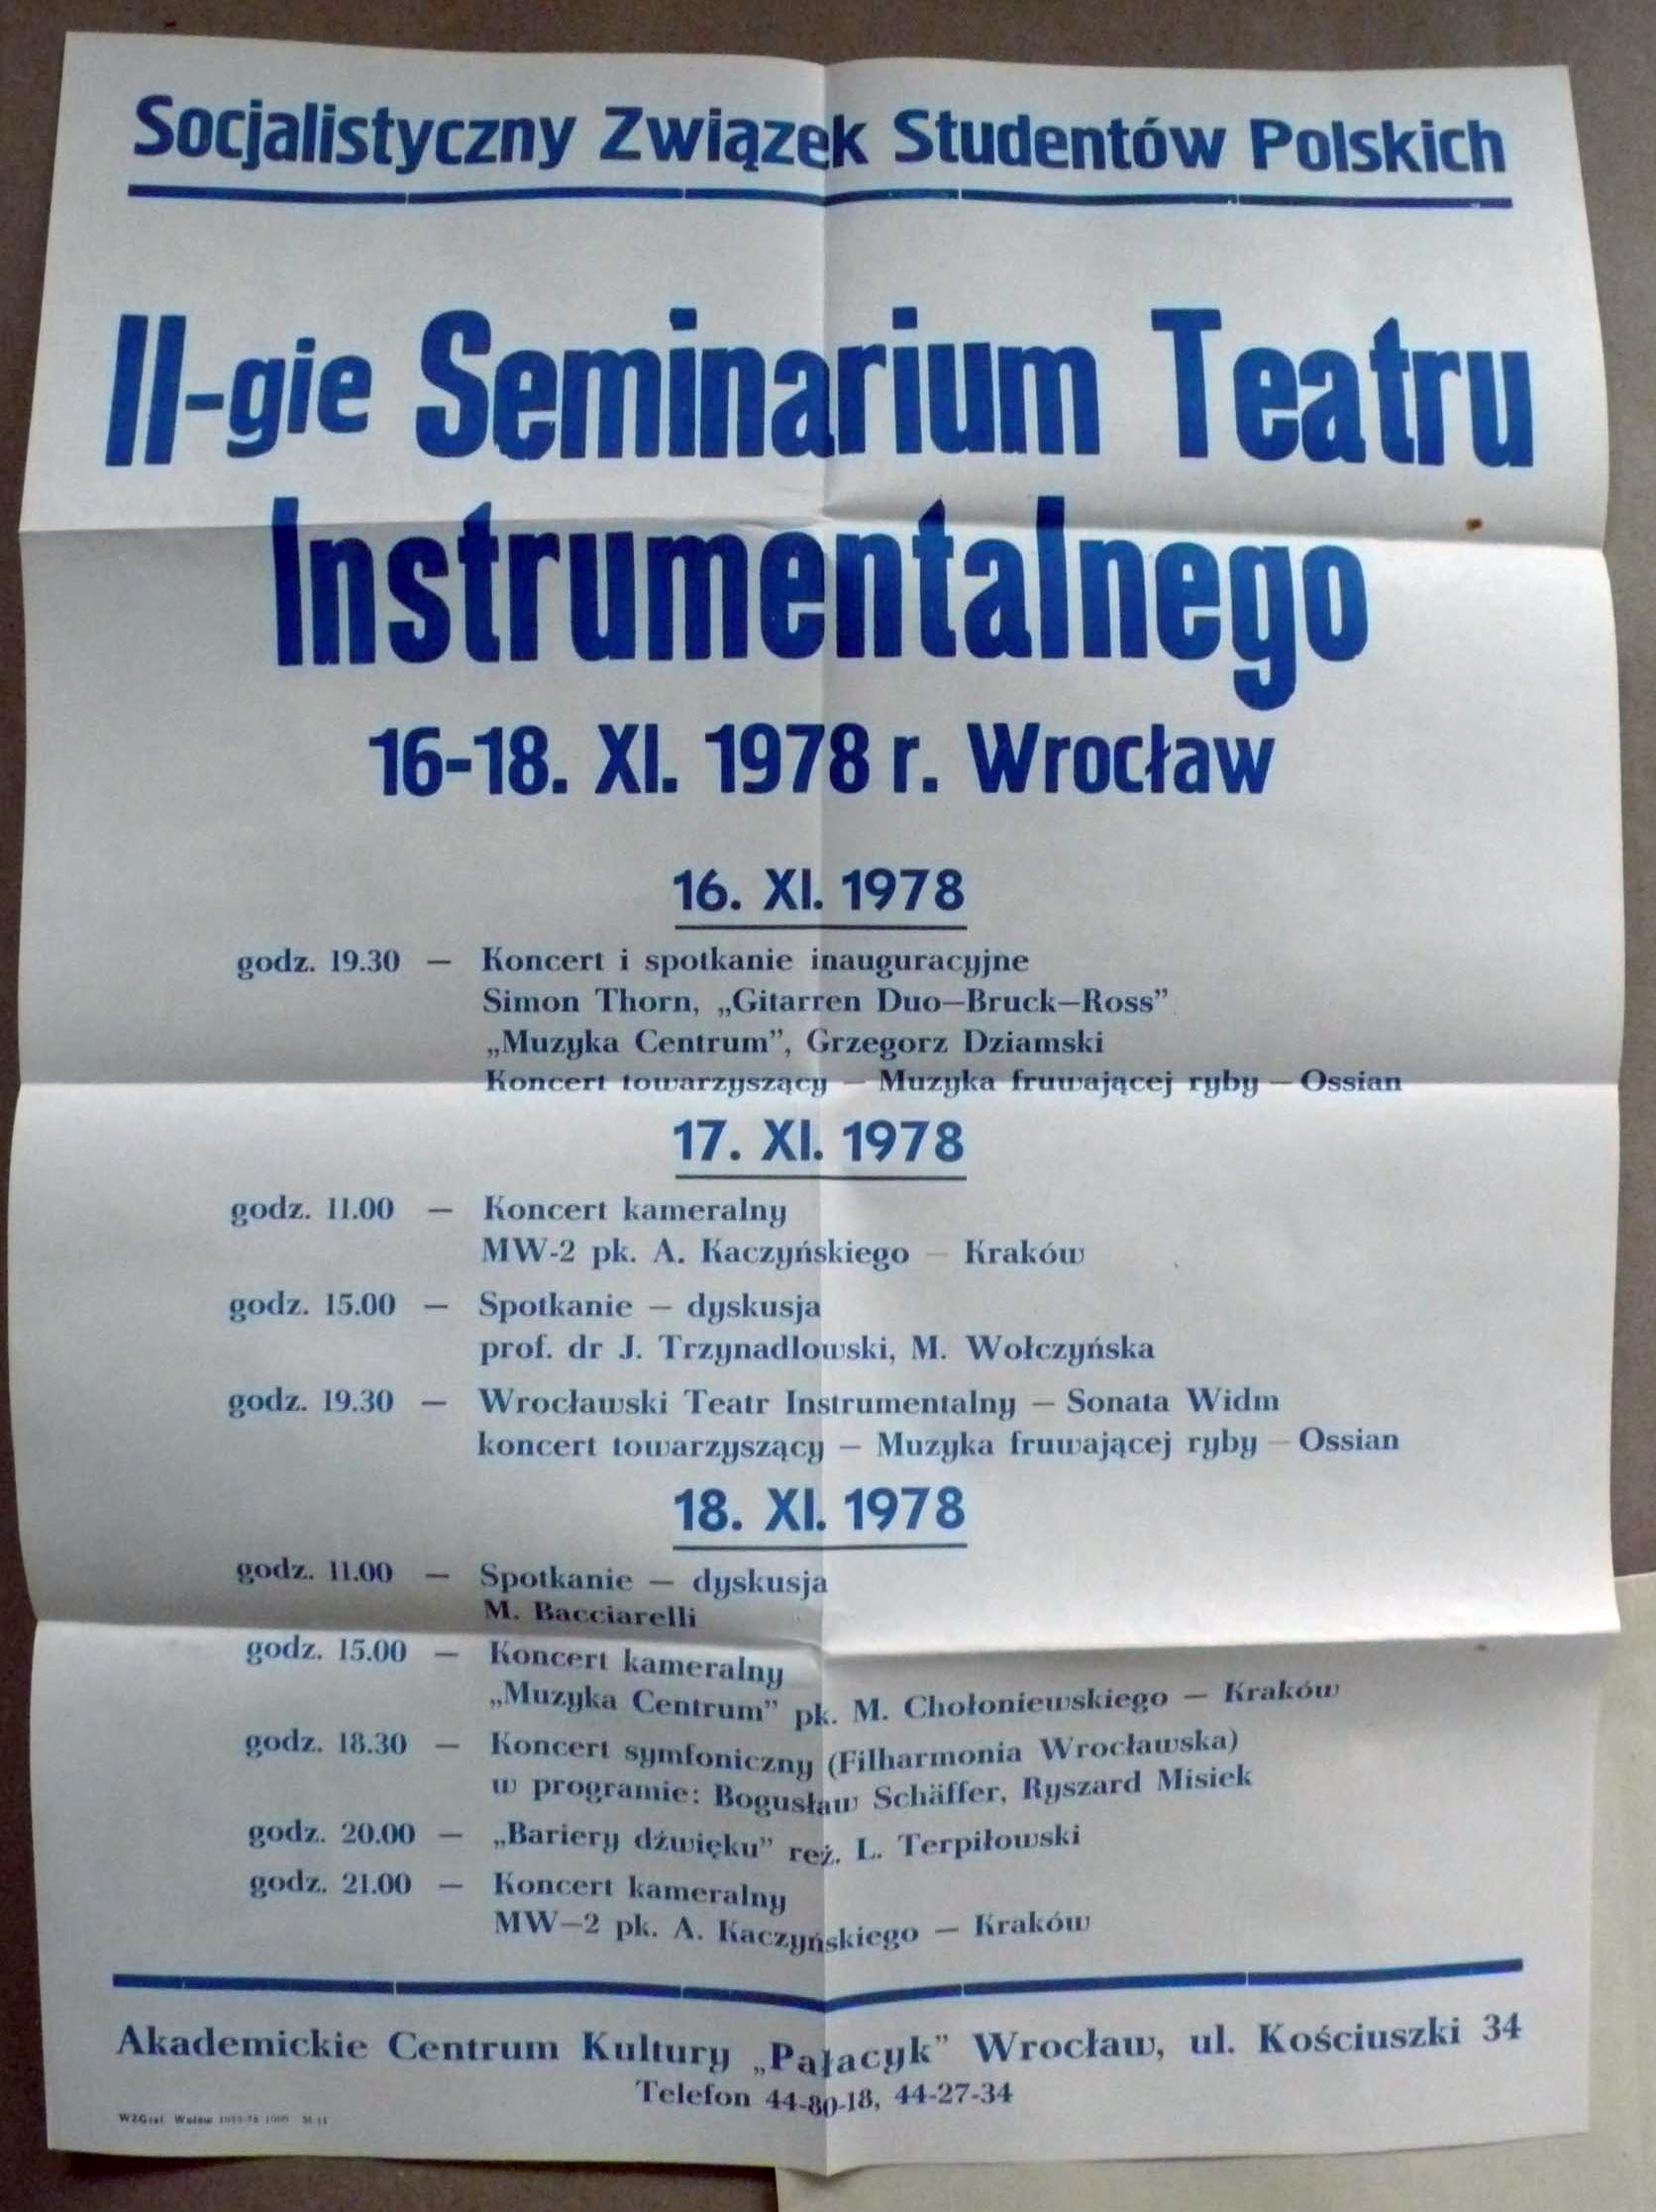 Socjalistyczny Związek Studentów Polskich
II-gie Seminarium Teatru
Instrumentalnego
16-18. XI. 1978 r. Wrocław
16. XI. 1978
godz. 19.30 — Koncert i spotkanie inauguracyjne
Simon Thorn, „Gitarren Duo—Bruck—Ross”
„Muzyka Centrum”, Grzegorz Dziamski
Koncert towarzyszący — Muzyka fruwającej ryby — Ossian
17. XI. 1978
godz. 11.00 — Koncert kameralny
MW-2 pk. A. Kaczyńskiego — Kraków
godz. 15.00 — Spotkanie — dyskusja
prof. dr J. Trzynadlowski, M. Wołczyńska
godz. 19.30 — Wrocławski Teatr Instrumentalny — Sonata Widm
koncert towarzyszący — Muzyka fruwającej ryby — Ossian
18. XI. 1978
godz. 11.00 — Spotkanie — dyskusja
M. Bacciarelli
godz. 15.00 — Koncert kameralny
„Muzyka Centrum” pk. M. Chołoniewskiego — Kraków
godz. 18.30 — Koncert symfoniczny (Filharmonia Wrocławska)
w programie: Bogusław Schäffer, Ryszard Misiek
godz. 20.00 — „Bariery dźwięku” reż. L. Terpiłowski
godz. 21.00 — Koncert kameralny
MW—2 pk. A. Kaczyńskiego — Kraków
Akademickie Centrum Kultury „Pałacyk” Wrocław, ul. Kościuszki 34
Telefon 44-80-18, 44-27-34
WZGraf.